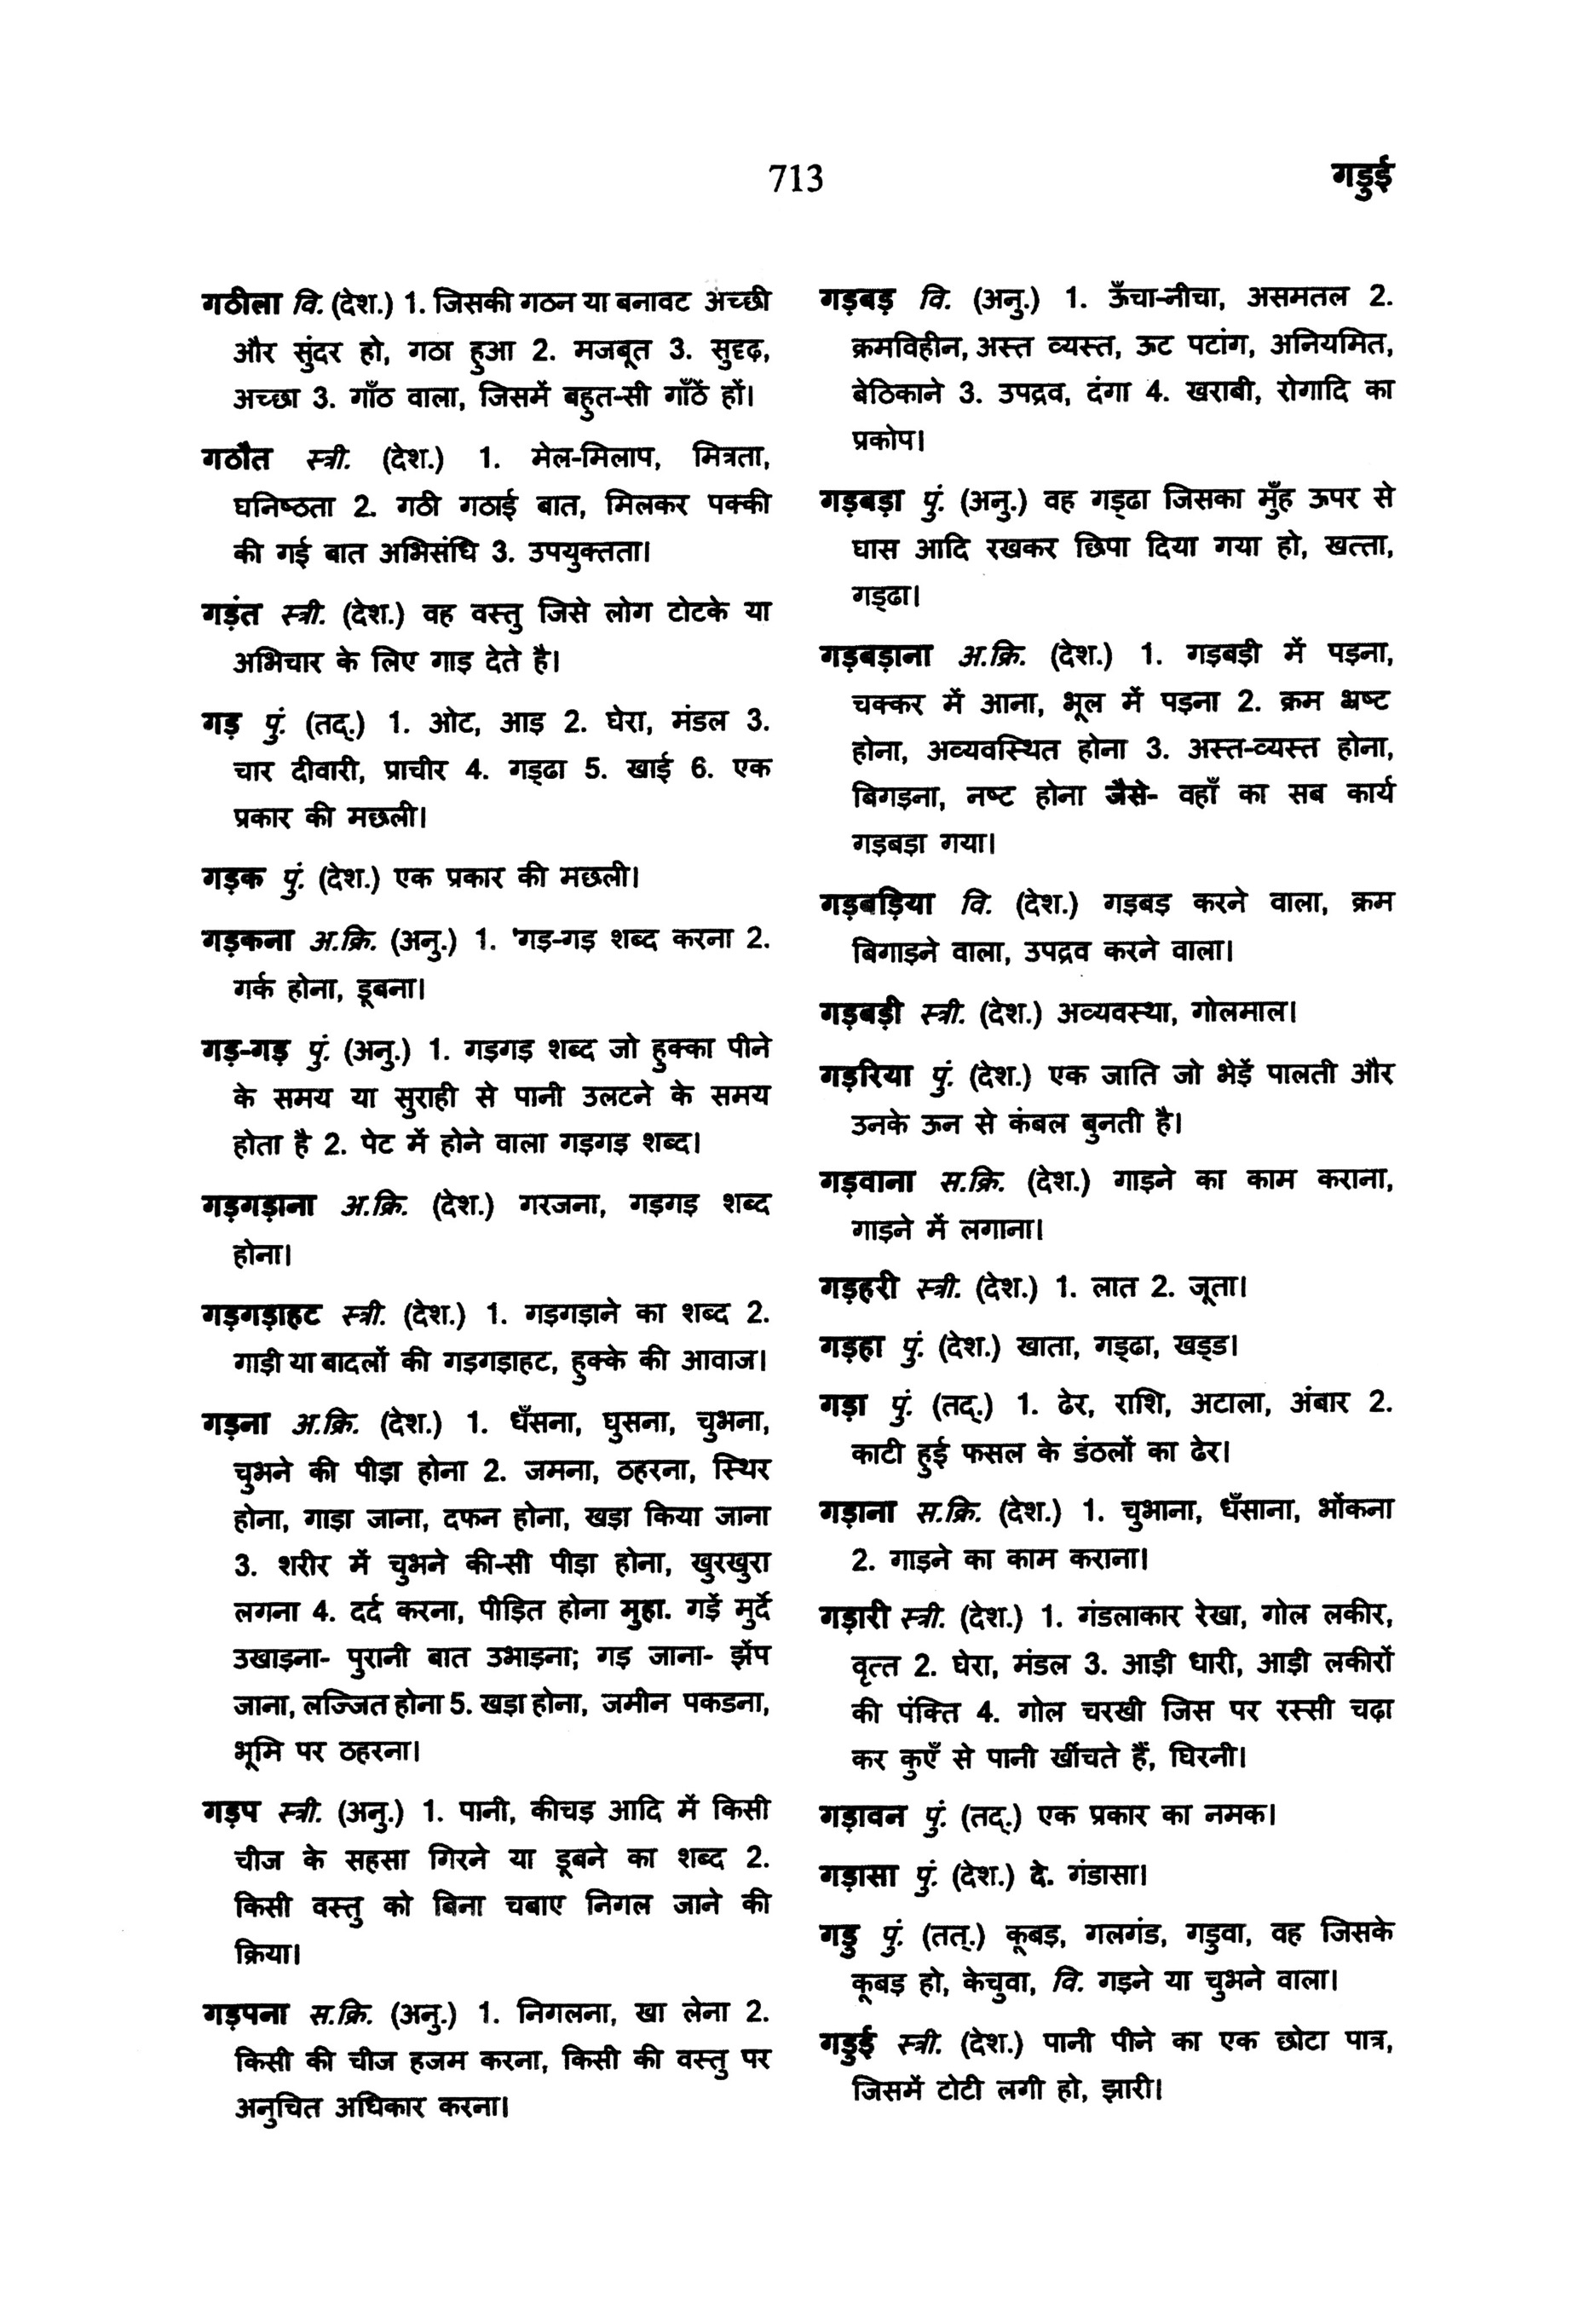 713
गड़ुई
गठीला वि. (देश.) 1. जिसकी गठन या बनावट अच्छी
और सुंदर हो, गठा हुआ 2. मजबूत 3. सुदृढ़,
अच्छा 3. गाँठ वाला, जिसमें बहुत-सी गाँठें हों।
गठौत स्त्री. (देश.) 1. मेल-मिलाप, मित्रता,
घनिष्ठता 2. गठी गठाई बात, मिलकर पक्की
की गई बात अभिसंधि 3. उपयुक्तता।
गड़ंत स्त्री. (देश.) वह वस्तु जिसे लोग टोटके या
अभिचार के लिए गाड़ देते है।
गड़ पुं. (तद्.) 1. ओट, आड़ 2. घेरा, मंडल 3.
चार दीवारी, प्राचीर 4. गड्ढा 5. खाई 6. एक
प्रकार की मछली।
गड़क पुं. (देश.) एक प्रकार की मछली।
गड़कना अ.क्रि. (अनु.) 1. 'गड़-गड़ शब्द करना 2.
गर्क होना, डूबना।
गड़-गड़ पुं. (अनु.) 1. गड़गड़ शब्द जो हुक्का पीने
के समय या सुराही से पानी उलटने के समय
होता है 2. पेट में होने वाला गड़गड़ शब्द।
गड़गड़ाना अ.क्रि. (देश.) गरजना, गड़गड़ शब्द
होना।
गड़गड़ाहट स्त्री. (देश.) 1. गड़गड़ाने का शब्द 2.
गाड़ी या बादलों की गड़गड़ाहट, हुक्के की आवाज।
गड़ना अ.क्रि. (देश.) 1. धँसना, घुसना, चुभना,
चुभने की पीड़ा होना 2. जमना, ठहरना, स्थिर
होना, गाड़ा जाना, दफन होना, खड़ा किया जाना
3. शरीर में चुभने की-सी पीड़ा होना, खुरखुरा
लगना 4. दर्द करना, पीड़ित होना मुहा. गड़ें मुर्दे
उखाड़ना- पुरानी बात उभाड़ना; गड़ जाना- झेंप
जाना, लज्जित होना 5. खड़ा होना, जमीन पकडना,
भूमि पर ठहरना।
गड़प स्त्री. (अनु.) 1. पानी, कीचड़ आदि में किसी
चीज के सहसा गिरने या डूबने का शब्द 2.
किसी वस्तु को बिना चबाए निगल जाने की
क्रिया।
गड़पना स.क्रि. (अनु.) 1. निगलना, खा लेना 2.
किसी की चीज हजम करना, किसी की वस्तु पर
अनुचित अधिकार करना।
गड़बड़ वि. (अनु.) 1. ऊँचा-नीचा, असमतल 2.
क्रमविहीन, अस्त व्यस्त, ऊट पटांग, अनियमित,
बेठिकाने 3. उपद्रव, दंगा 4. खराबी, रोगादि का
प्रकोप।
गड़बड़ा पुं. (अनु.) वह गड्ढा जिसका मुँह ऊपर से
घास आदि रखकर छिपा दिया गया हो, खत्ता,
गड्ढा।
गड़बड़ाना अ.क्रि. (देश.) 1. गड़बड़ी में पड़ना,
चक्कर में आना, भूल में पड़ना 2. क्रम भ्रष्ट
होना, अव्यवस्थित होना 3. अस्त-व्यस्त होना,
बिगड़ना, नष्ट होना जैसे- वहाँ का सब कार्य
गड़बड़ा गया।
गड़बड़िया वि. (देश.) गड़बड़ करने वाला, क्रम
बिगाड़ने वाला, उपद्रव करने वाला।
गड़बड़ी स्त्री. (देश.) अव्यवस्था, गोलमाल।
गड़रिया पुं. (देश.) एक जाति जो भेड़ें पालती और
उनके ऊन से कंबल बुनती है।
गड़वाना स.क्रि. (देश.) गाड़ने का काम कराना,
गाड़ने में लगाना।
गड़हरी स्त्री. (देश.) 1. लात 2. जूता।
गड़हा पुं. (देश.) खाता, गड्ढा, खड्ड।
गड़ा पुं. (तद्.) 1. ढेर, राशि, अटाला, अंबार 2.
काटी हुई फसल के डंठलों का ढेर।
गड़ाना स.क्रि. (देश.) 1. चुभाना, धँसाना, भोंकना
2. गाड़ने का काम कराना।
गड़ारी स्त्री. (देश.) 1. गंडलाकार रेखा, गोल लकीर,
वृत्त 2. घेरा, मंडल 3. आड़ी धारी, आड़ी लकीरों
की पंक्ति 4. गोल चरखी जिस पर रस्सी चढ़ा
कर कुएँ से पानी खींचते हैं, घिरनी।
गड़ावन पुं. (तद्.) एक प्रकार का नमक।
गड़ासा पुं. (देश.) दे. गंडासा।
गड़ु पुं. (तत्.) कूबड़, गलगंड, गड़ुवा, वह जिसके
कूबड़ हो, केचुवा, वि. गड़ने या चुभने वाला।
गड़ुई स्त्री. (देश.) पानी पीने का एक छोटा पात्र,
जिसमें टोटी लगी हो, झारी।